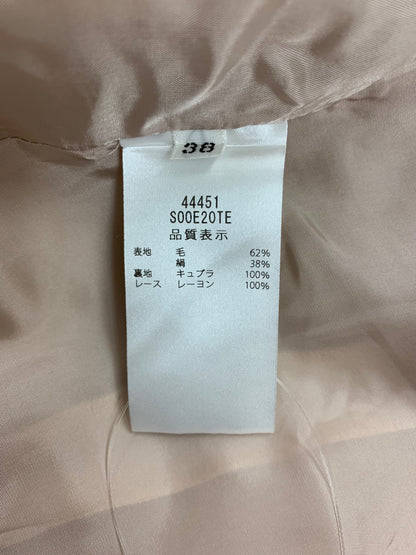 38
44451
S00E20TE
品質表示
表地 毛 62%
絹 38%
裏地 キュプラ 100%
レース レーヨン 100%